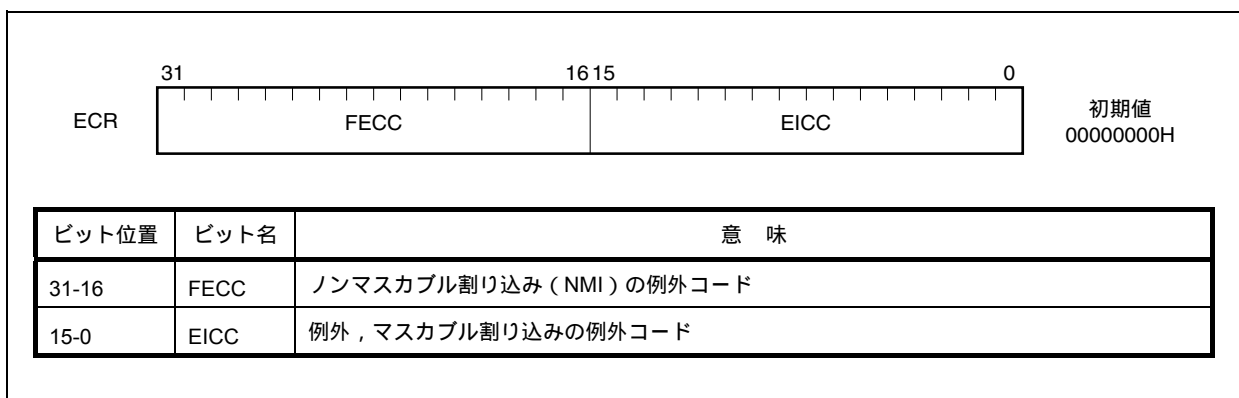 31 16 15 0
ECR FECC EICC 初期値
00000000H
ビット位置 ビット名 意 味
31-16 FECC ノンマスカブル割り込み（NMI）の例外コード
15-0 EICC 例外，マスカブル割り込みの例外コード